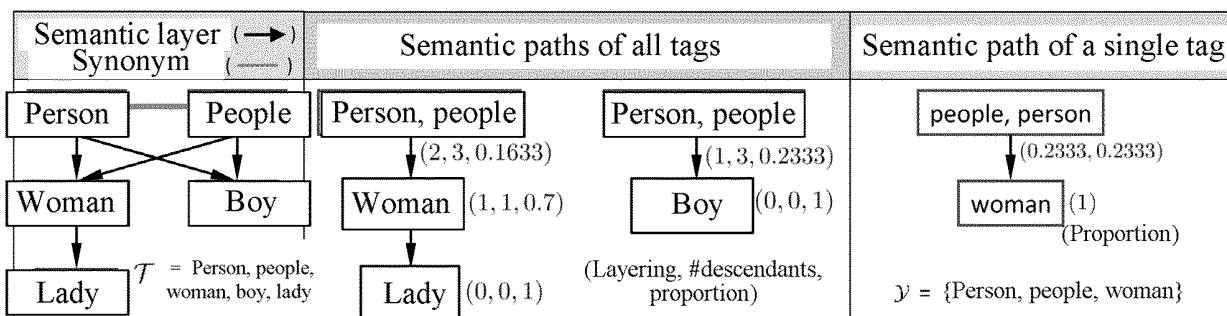 Semantic layer (→)
Synonym (—)
Semantic paths of all tags
Semantic path of a single tag
Person
People
Woman
Boy
Lady
𝒯 = Person, people,
woman, boy, lady
Person, people
(2, 3, 0.1633)
Woman (1, 1, 0.7)
Lady (0, 0, 1)
Person, people
(1, 3, 0.2333)
Boy (0, 0, 1)
(Layering, #descendants,
proportion)
people, person
(0.2333, 0.2333)
woman (1)
(Proportion)
𝒴 = {Person, people, woman}